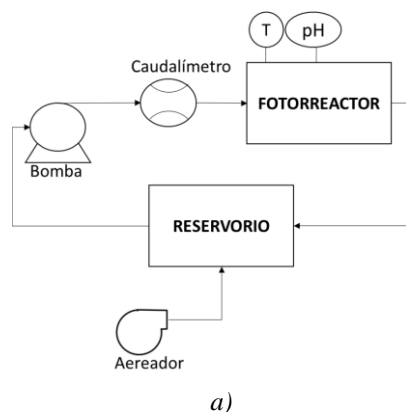 T pH
Caudalímetro
FOTORREACTOR
Bomba
RESERVORIO
Aereador
a)